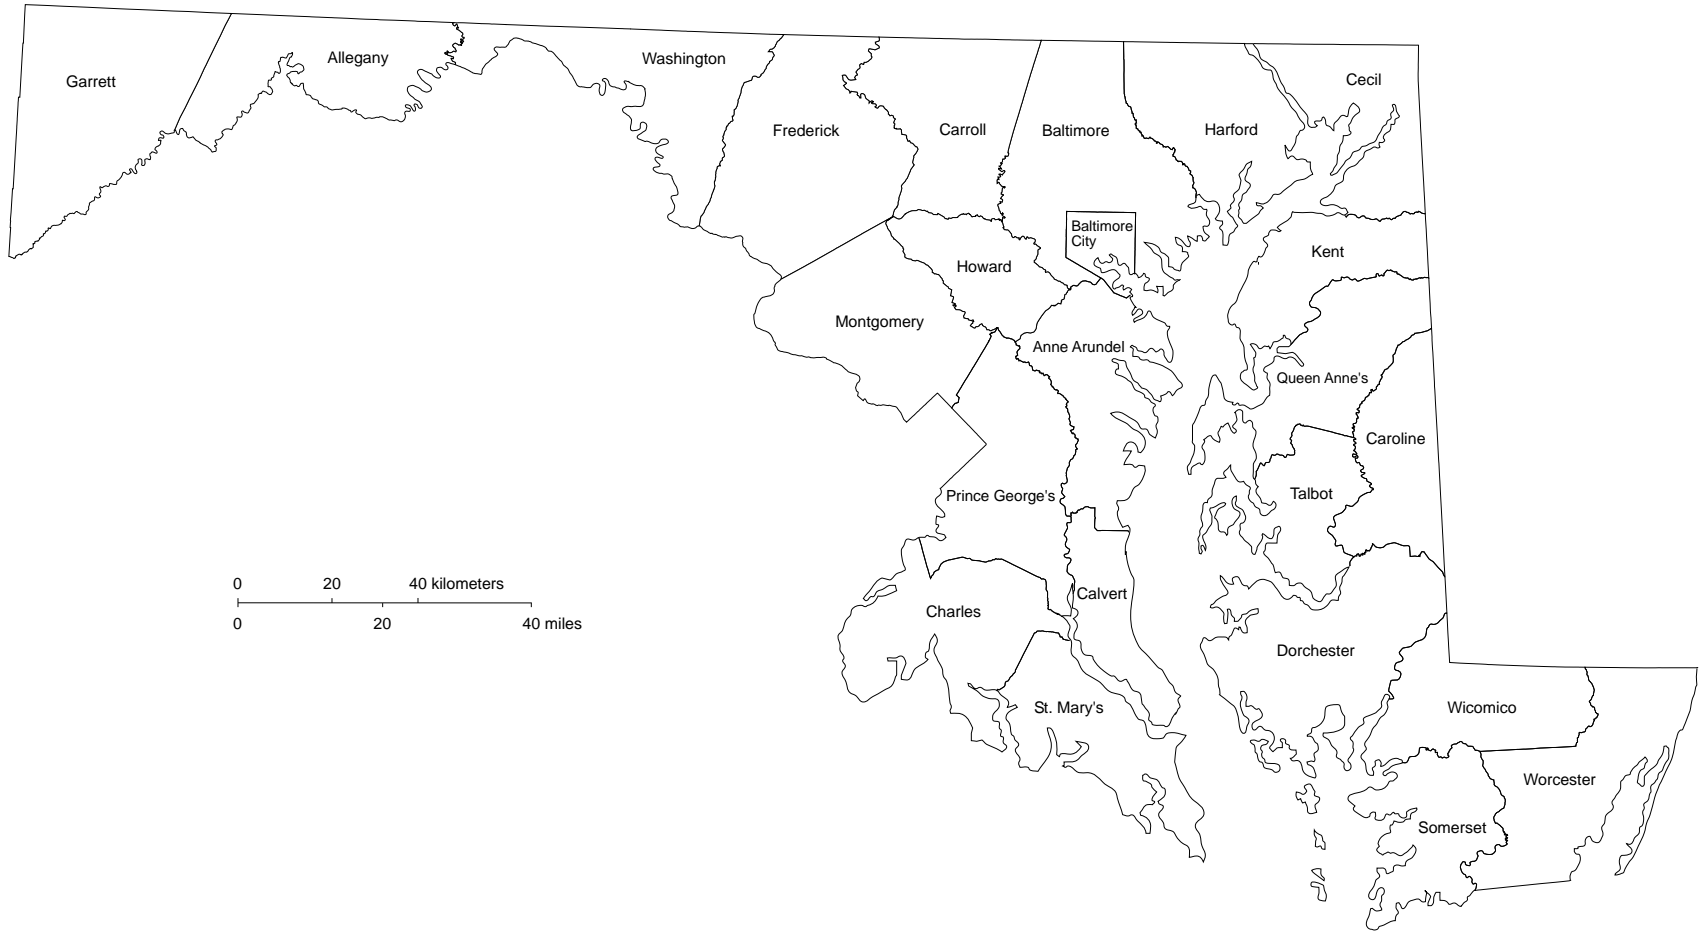 Garrett
Allegany
Washington
Frederick
Carroll
Baltimore
Harford
Cecil
Baltimore
City
Howard
Kent
Montgomery
Anne Arundel
Queen Anne's
Caroline
Prince George's
Talbot
0 20 40 kilometers
0 20 40 miles
Charles
Calvert
Dorchester
St. Mary's
Wicomico
Worcester
Somerset